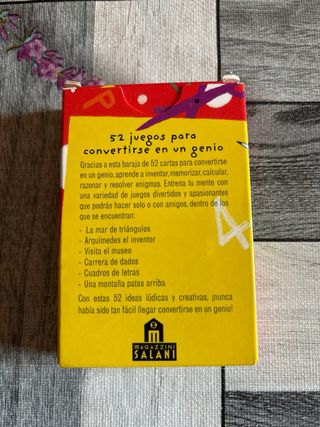 52 juegos para
convertirse en un genio
Gracias a esta baraja de 52 cartas para convertirse
en un genio, aprende a inventar, memorizar, calcular,
razonar y resolver enigmas. Entrena tu mente con
una variedad de juegos divertidos y apasionantes
que podrás hacer solo o con amigos, dentro de los
que se encuentran:
- La mar de triángulos
- Arquímedes el inventor
- Visita el museo
- Carrera de dados
- Cuadros de letras
- Una montaña patas arriba
4
Con estas 52 ideas lúdicas y creativas, ¡nunca
había sido tan fácil llegar convertirse en un genio!
MAGAZZINI
SALANI